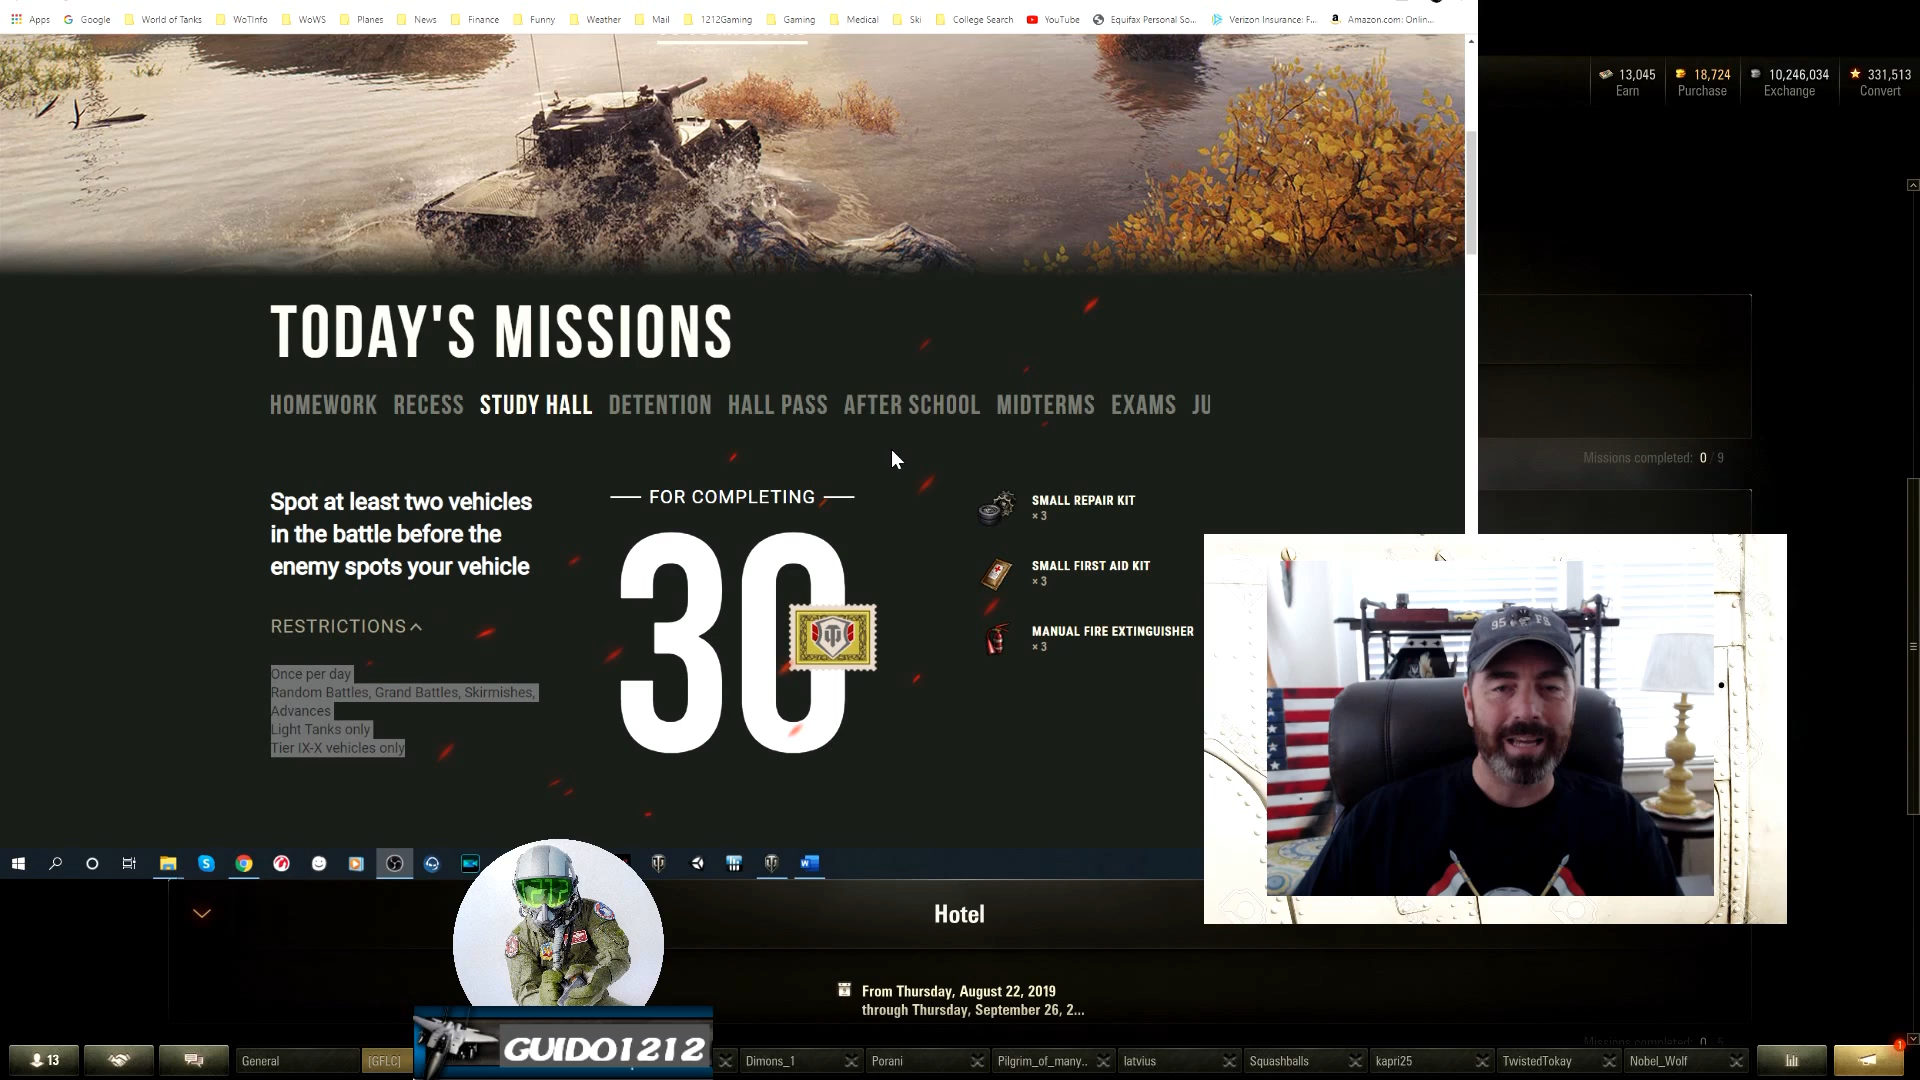 Apps Google World of Tanks WoTInfo WoWS Planes News Finance Funny Weather Mail 1212Gaming Gaming Medical Ski College Search YouTube Equifax Personal So... Verizon Insurance: F... Amazon.com: Onlin...
13,045 18,724 10,246,034 331,513
Earn Purchase Exchange Convert
TODAY'S MISSIONS
HOMEWORK RECESS STUDY HALL DETENTION HALL PASS AFTER SCHOOL MIDTERMS EXAMS JU
Missions completed: 0 / 9
Spot at least two vehicles
in the battle before the
enemy spots your vehicle
FOR COMPLETING
30
SMALL REPAIR KIT
× 3
SMALL FIRST AID KIT
× 3
MANUAL FIRE EXTINGUISHER
× 3
RESTRICTIONS
Once per day
Random Battles, Grand Battles, Skirmishes,
Advances
Light Tanks only
Tier IX-X vehicles only
95 FS
Hotel
From Thursday, August 22, 2019
through Thursday, September 26, 2...
GUIDO1212
13 General [GFLC] Dimons_1 Porani Pilgrim_of_many... latvius Squashballs kapri25 TwistedTokay Nobel_Wolf 1